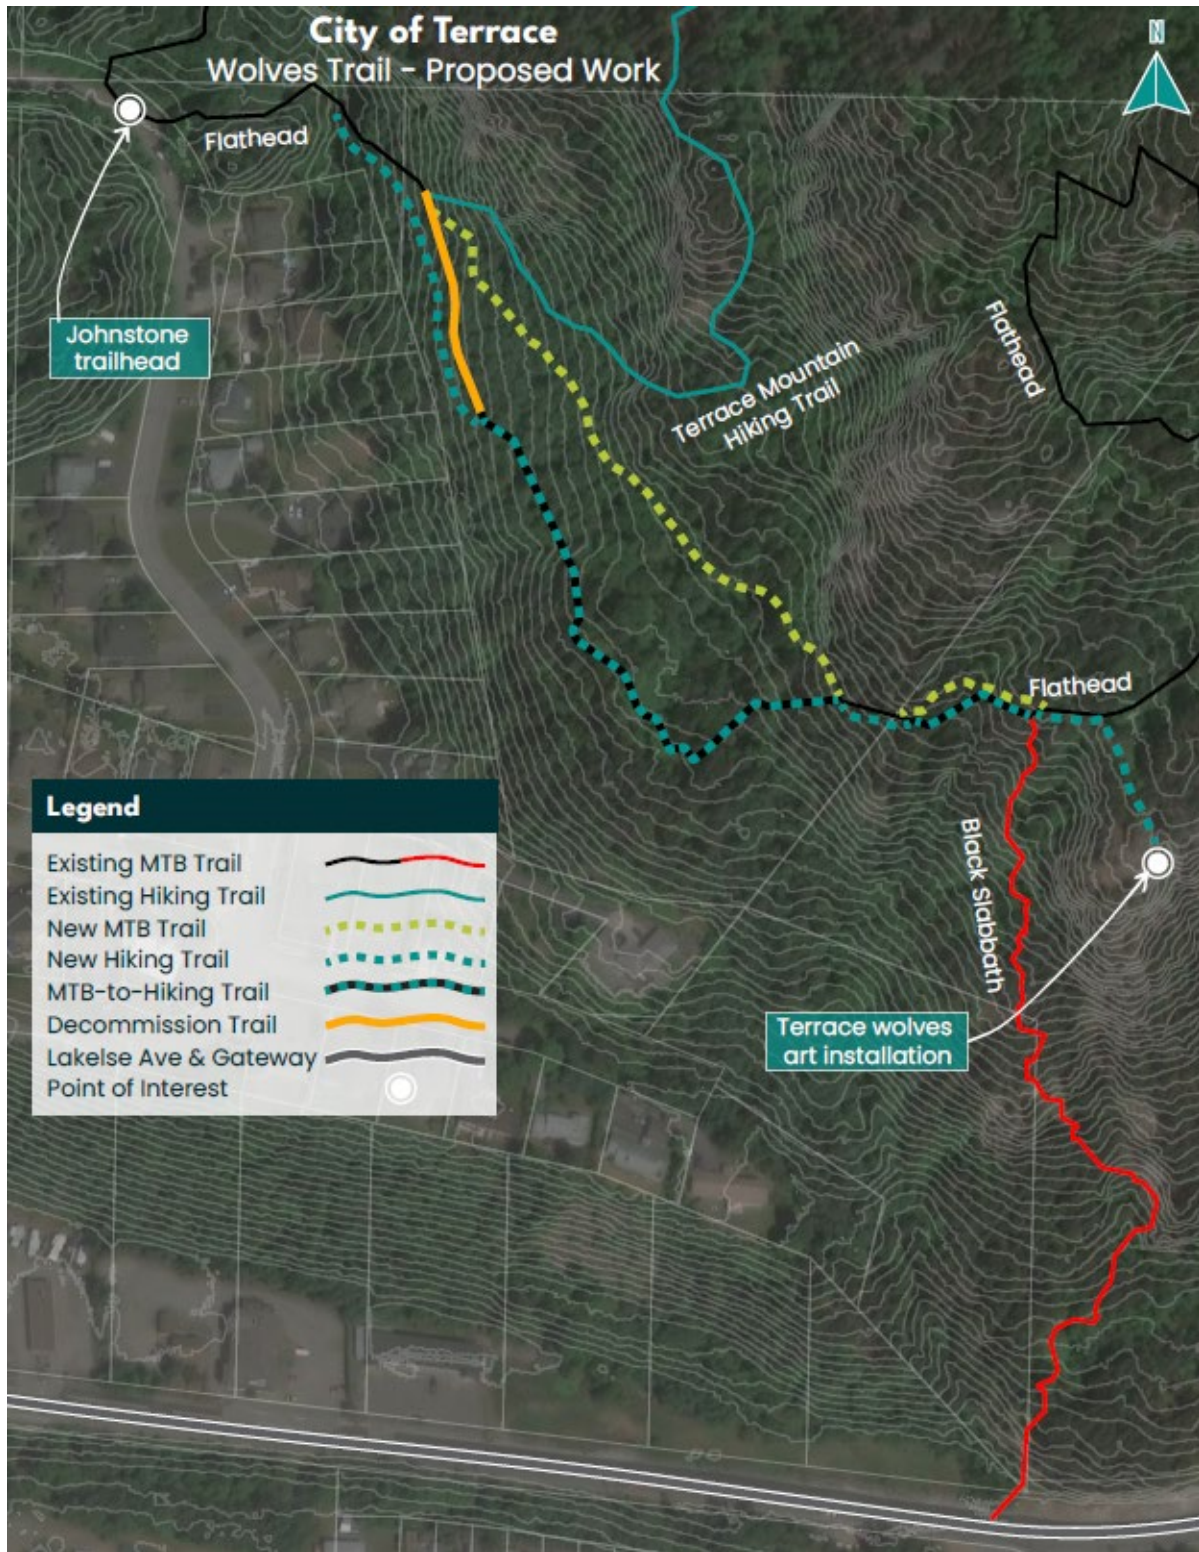 City of Terrace
Wolves Trail - Proposed Work
N
Flathead
Johnstone
trailhead
Flathead
Terrace Mountain
Hiking Trail
Flathead
Legend
Existing MTB Trail
Existing Hiking Trail
New MTB Trail
New Hiking Trail
MTB-to-Hiking Trail
Decommission Trail
Lakelse Ave & Gateway
Point of Interest
Black Slabbath
Terrace wolves
art installation